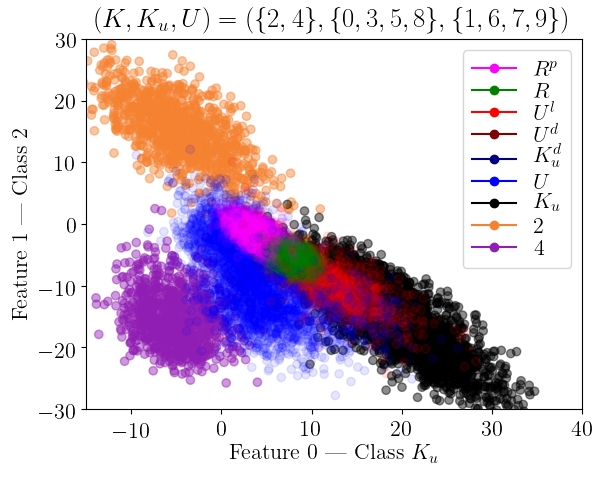 (K, K_u, U) = ({2, 4}, {0, 3, 5, 8}, {1, 6, 7, 9})
30
20
10
0
−10
−20
−30
Feature 1 — Class 2
R^p
R
U^l
U^d
K_u^d
U
K_u
2
4
−10
0
10
20
30
40
Feature 0 — Class K_u